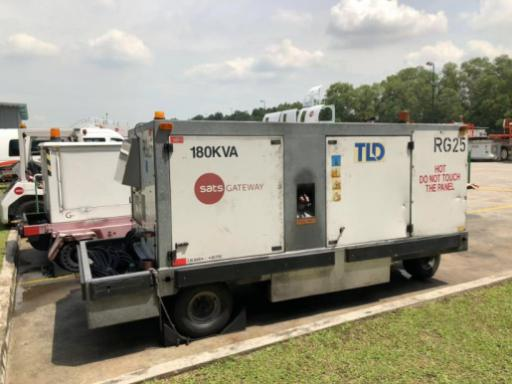 180KVA
sats GATEWAY
TLD
RG25
HOT
DO NOT TOUCH
THE PANEL